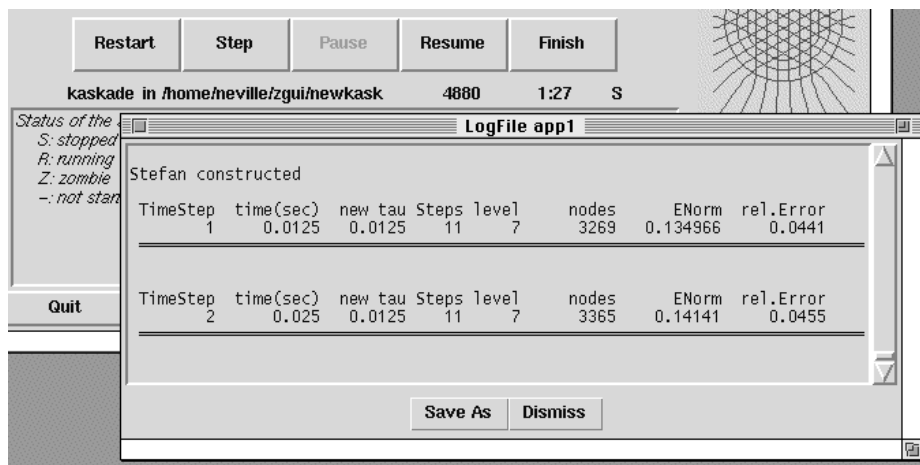 Restart Step Pause Resume Finish
kaskade in /home/neville/zgui/newkask 4880 1:27 S
Status of the
S: stopped
R: running
Z: zombie
–: not star
Quit
LogFile app1
Stefan constructed
TimeStep time(sec) new tau Steps level nodes ENorm rel.Error
1 0.0125 0.0125 11 7 3269 0.134966 0.0441
TimeStep time(sec) new tau Steps level nodes ENorm rel.Error
2 0.025 0.0125 11 7 3365 0.14141 0.0455
Save As Dismiss